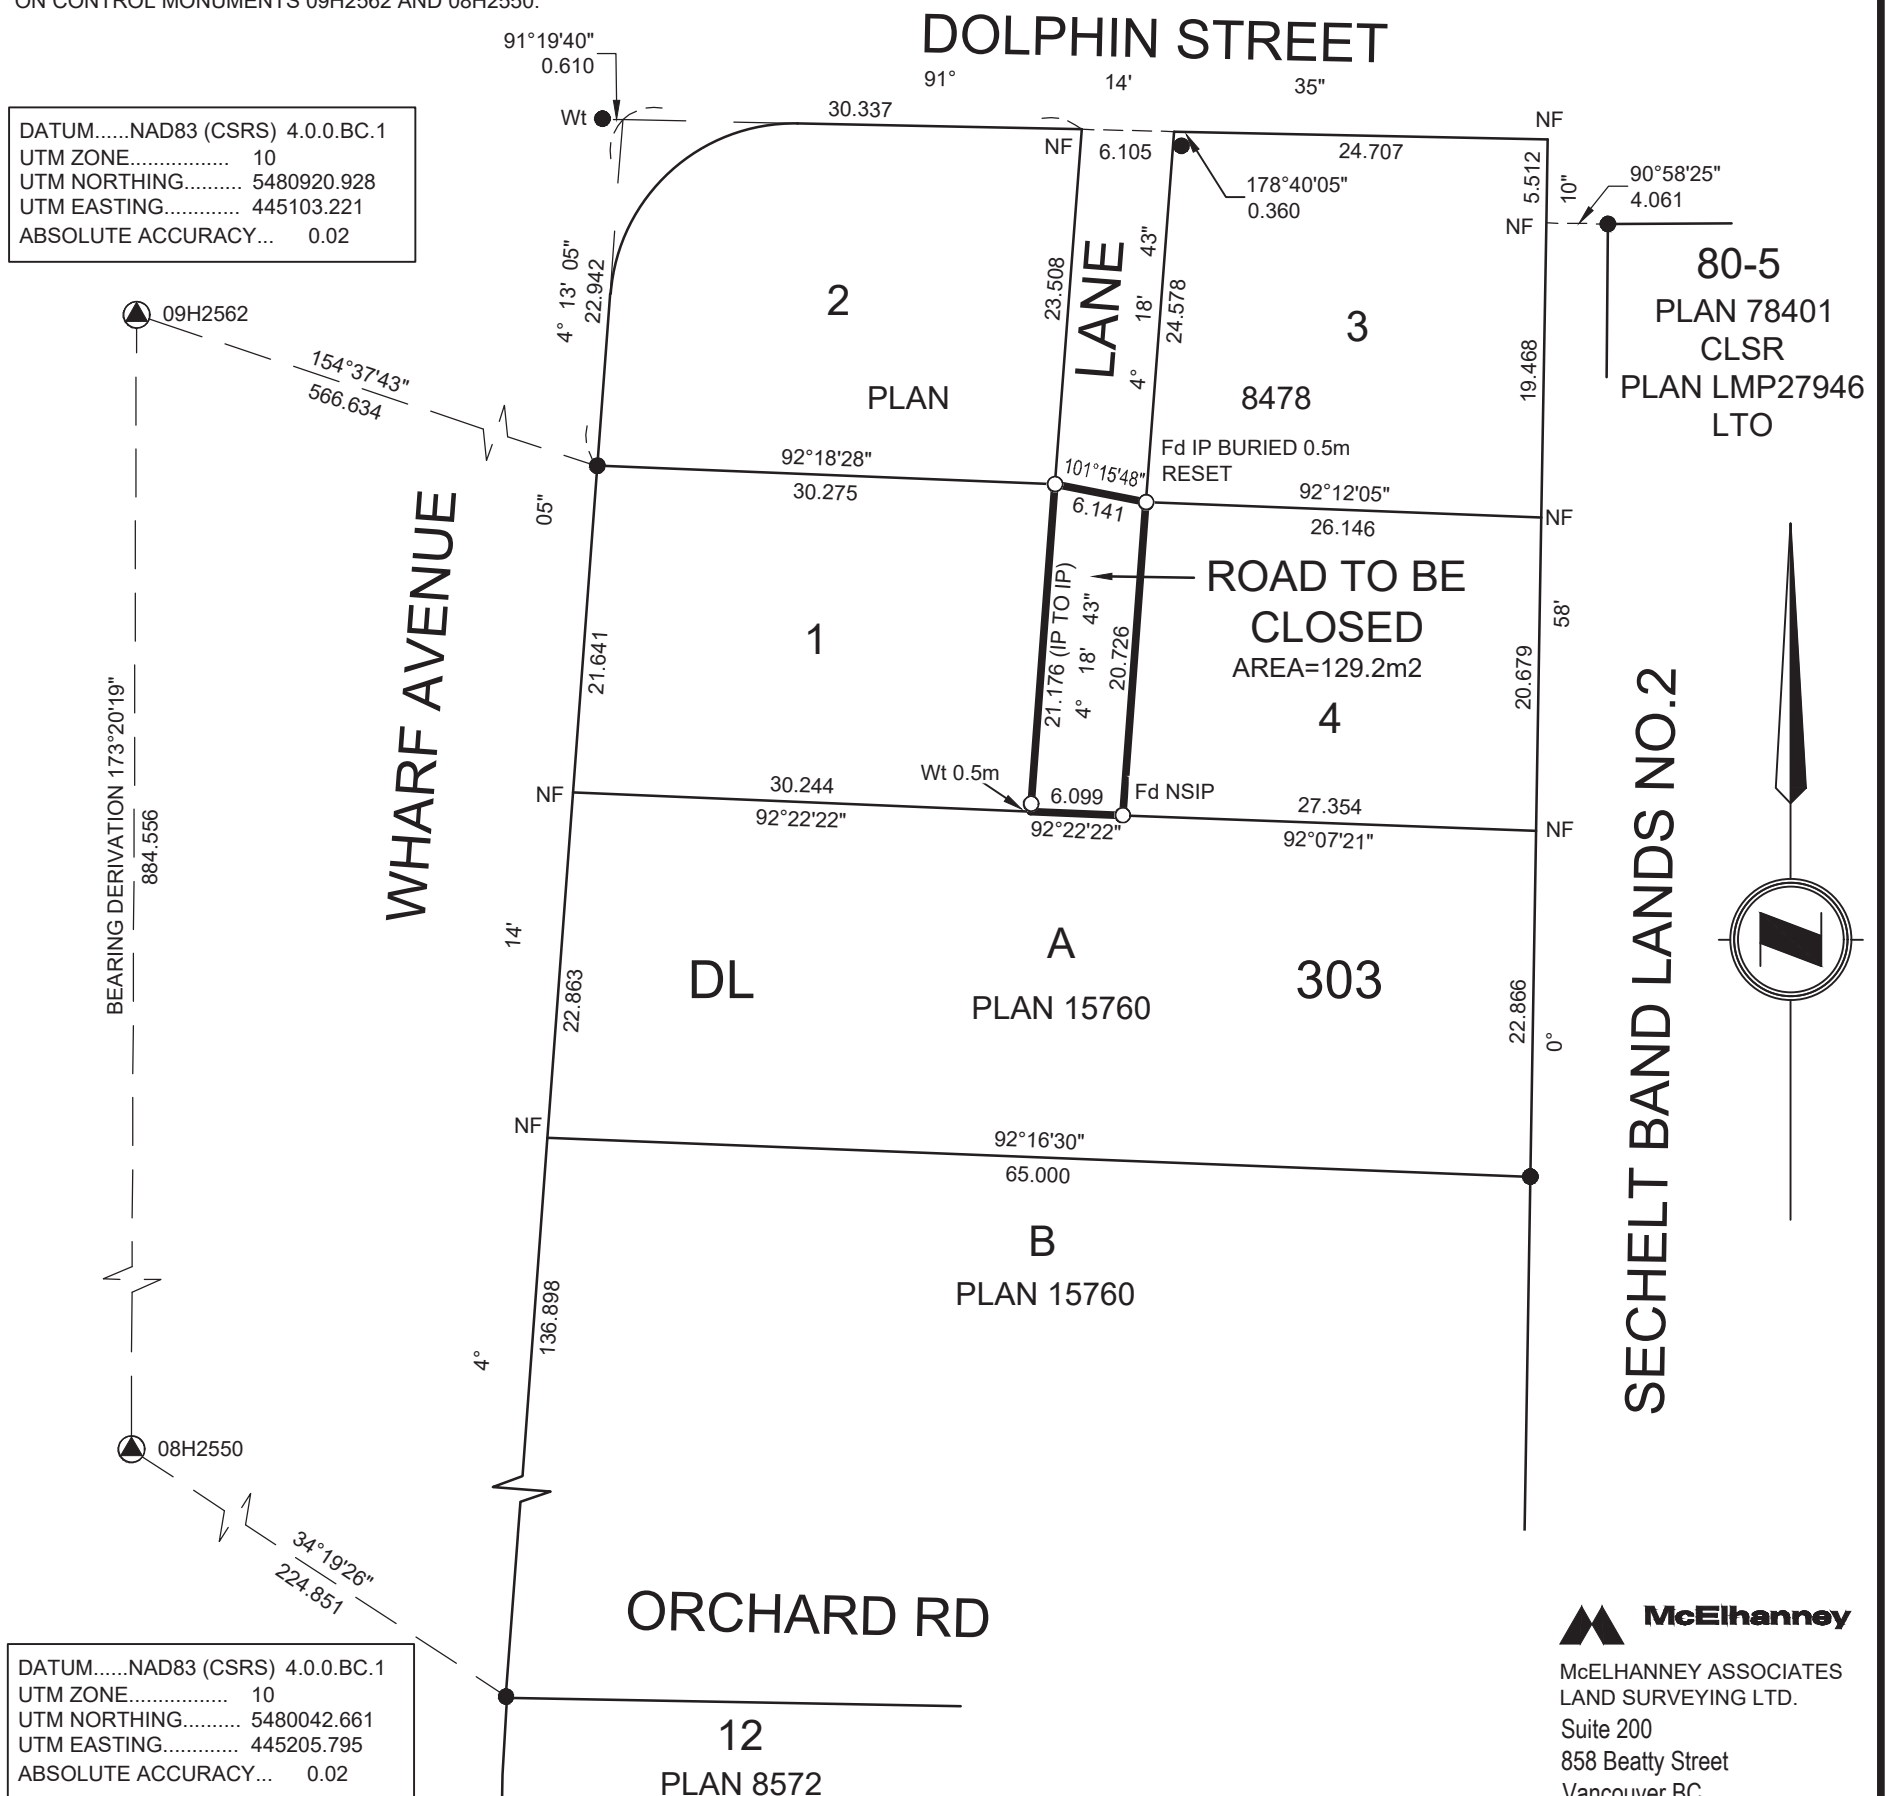 ON CONTROL MONUMENTS 09H2562 AND 08H2550.
DOLPHIN STREET
91° 14' 35"
91°19'40"
0.610
Wt
30.337
NF
6.105
24.707
NF
178°40'05"
0.360
5.512
10"
90°58'25"
4.061
NF
DATUM......NAD83 (CSRS) 4.0.0.BC.1
UTM ZONE................. 10
UTM NORTHING.......... 5480920.928
UTM EASTING............. 445103.221
ABSOLUTE ACCURACY... 0.02
09H2562
154°37'43"
566.634
4° 13' 05"
22.942
2
23.508
LANE
4° 18' 43"
24.578
3
19.468
80-5
PLAN 78401
CLSR
PLAN LMP27946
LTO
PLAN
8478
Fd IP BURIED 0.5m
RESET
92°18'28"
30.275
101°15'48"
6.141
92°12'05"
26.146
NF
05"
WHARF AVENUE
21.641
1
21.176 (IP TO IP)
4° 18' 43"
20.726
ROAD TO BE
CLOSED
AREA=129.2m2
4
20.679
58'
SECHELT BAND LANDS NO.2
BEARING DERIVATION 173°20'19"
884.556
NF
30.244
92°22'22"
Wt 0.5m
6.099
92°22'22"
Fd NSIP
27.354
92°07'21"
NF
14'
22.863
DL
A
PLAN 15760
303
22.866
0°
NF
92°16'30"
65.000
B
PLAN 15760
136.898
4°
08H2550
34°19'26"
224.851
ORCHARD RD
DATUM......NAD83 (CSRS) 4.0.0.BC.1
UTM ZONE................. 10
UTM NORTHING.......... 5480042.661
UTM EASTING............. 445205.795
ABSOLUTE ACCURACY... 0.02
12
PLAN 8572
McElhanney
McELHANNEY ASSOCIATES
LAND SURVEYING LTD.
Suite 200
858 Beatty Street
Vancouver BC